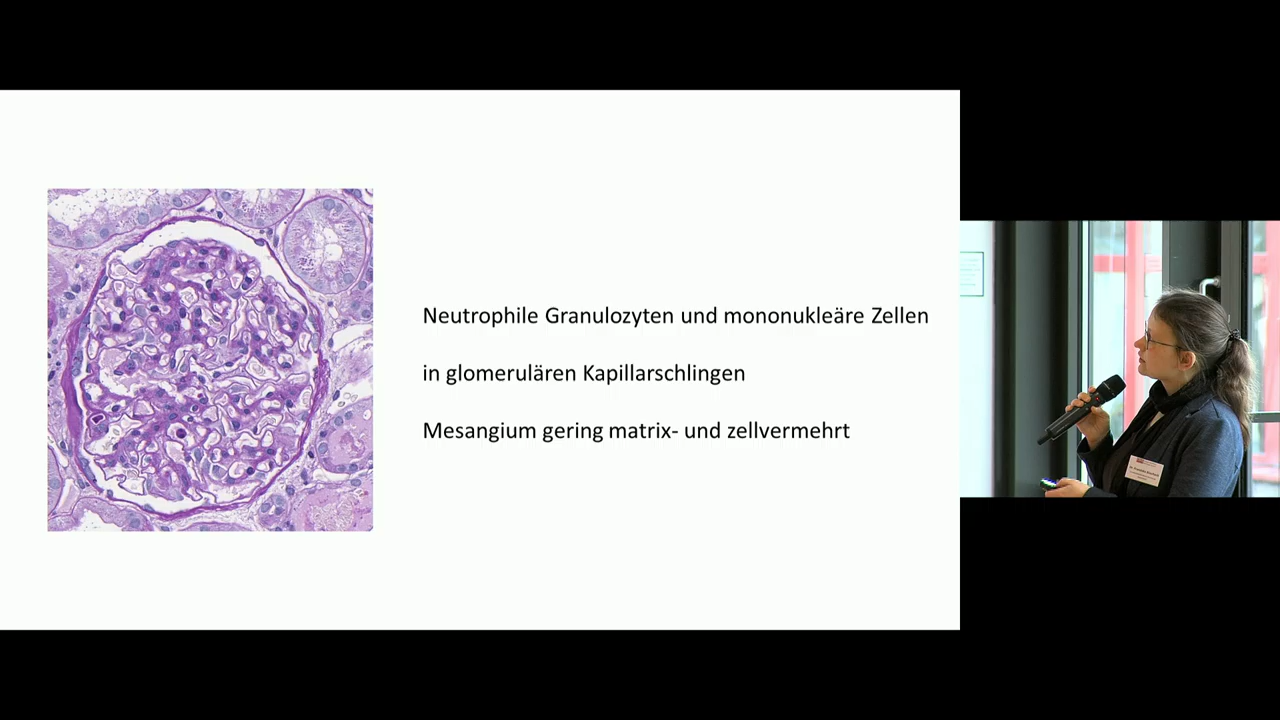 Neutrophile Granulozyten und mononukleäre Zellen
in glomerulären Kapillarschlingen
Mesangium gering matrix- und zellvermehrt